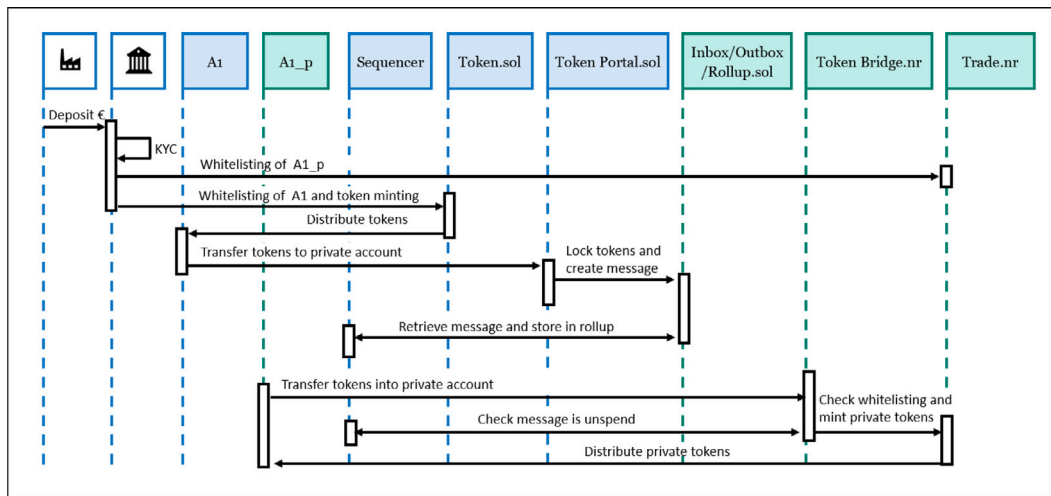 A1
A1_p
Sequencer
Token.sol
Token Portal.sol
Inbox/Outbox
/Rollup.sol
Token Bridge.nr
Trade.nr
Deposit €
KYC
Whitelisting of A1_p
Whitelisting of A1 and token minting
Distribute tokens
Transfer tokens to private account
Lock tokens and
create message
Retrieve message and store in rollup
Transfer tokens into private account
Check whitelisting and
mint private tokens
Check message is unspend
Distribute private tokens